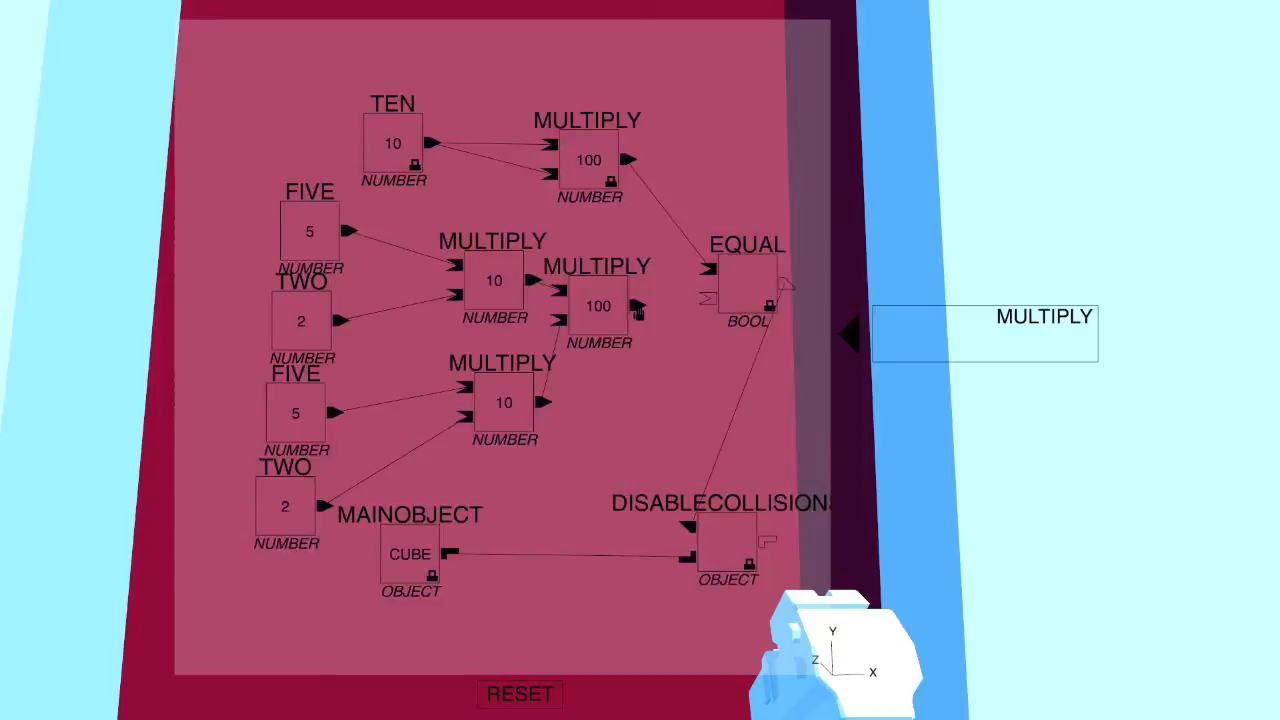 TEN
10
NUMBER
MULTIPLY
100
NUMBER
FIVE
5
NUMBER
MULTIPLY
10
NUMBER
MULTIPLY
100
NUMBER
EQUAL
BOOL
TWO
2
NUMBER
MULTIPLY
FIVE
5
NUMBER
MULTIPLY
10
NUMBER
TWO
2
NUMBER
MAINOBJECT
CUBE
OBJECT
DISABLECOLLISIONS
OBJECT
Y
Z
X
RESET